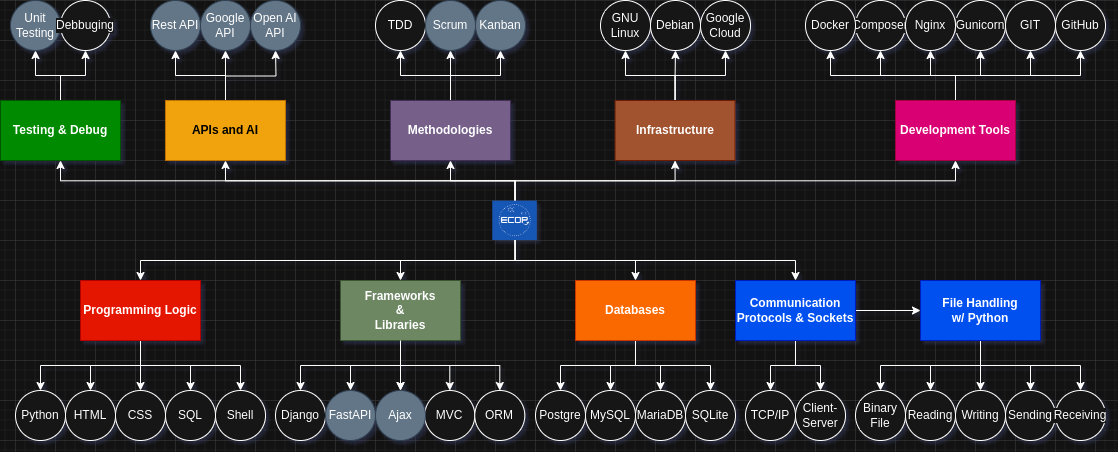 Unit
Testing
Debbuging
Rest API
Google
API
Open AI
API
TDD
Scrum
Kanban
GNU
Linux
Debian
Google
Cloud
Docker
Composer
Nginx
Gunicorn
GIT
GitHub
Testing & Debug
APIs and AI
Methodologies
Infrastructure
Development Tools
ECOP
Programming Logic
Frameworks
&
Libraries
Databases
Communication
Protocols & Sockets
File Handling
w/ Python
Python
HTML
CSS
SQL
Shell
Django
FastAPI
Ajax
MVC
ORM
Postgre
MySQL
MariaDB
SQLite
TCP/IP
Client-
Server
Binary
File
Reading
Writing
Sending
Receiving